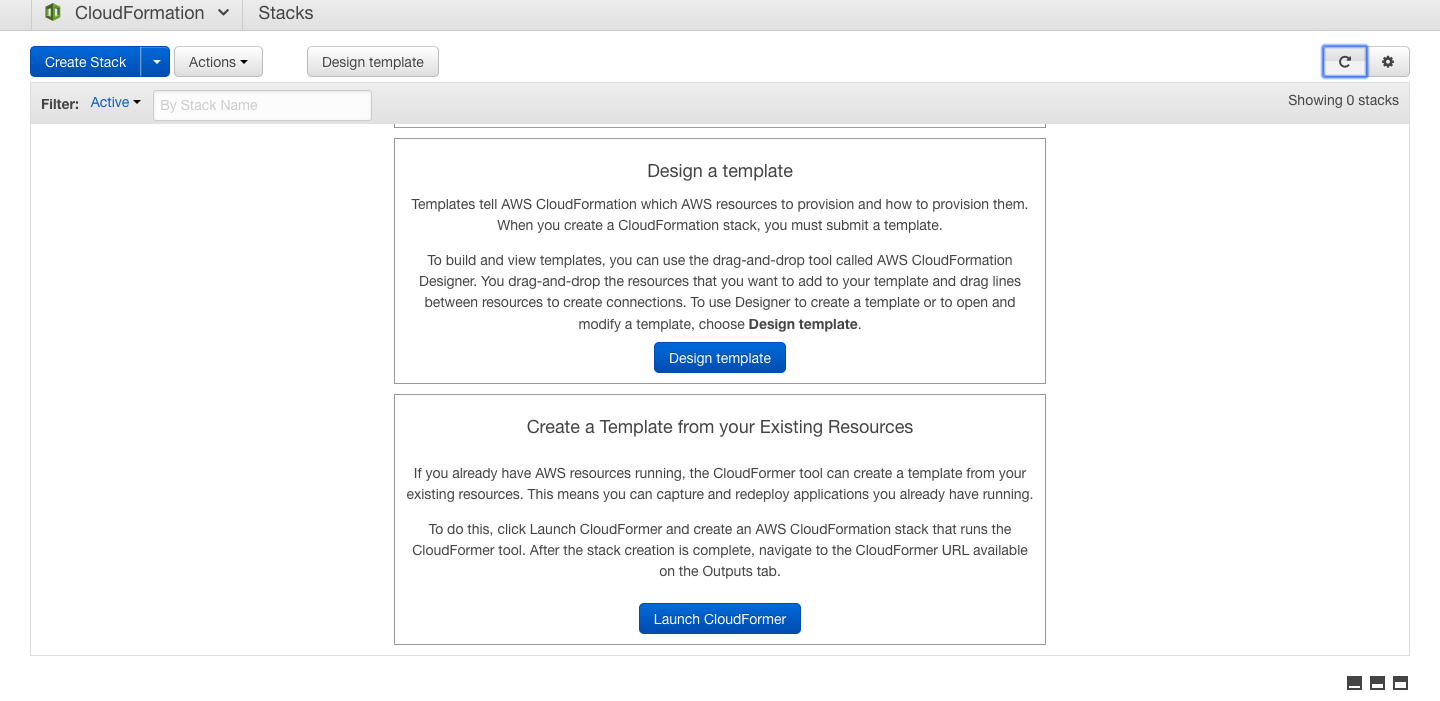 CloudFormation Stacks
Create Stack Actions Design template
Filter: Active By Stack Name Showing 0 stacks
Design a template
Templates tell AWS CloudFormation which AWS resources to provision and how to provision them.
When you create a CloudFormation stack, you must submit a template.
To build and view templates, you can use the drag-and-drop tool called AWS CloudFormation
Designer. You drag-and-drop the resources that you want to add to your template and drag lines
between resources to create connections. To use Designer to create a template or to open and
modify a template, choose Design template.
Design template
Create a Template from your Existing Resources
If you already have AWS resources running, the CloudFormer tool can create a template from your
existing resources. This means you can capture and redeploy applications you already have running.
To do this, click Launch CloudFormer and create an AWS CloudFormation stack that runs the
CloudFormer tool. After the stack creation is complete, navigate to the CloudFormer URL available
on the Outputs tab.
Launch CloudFormer